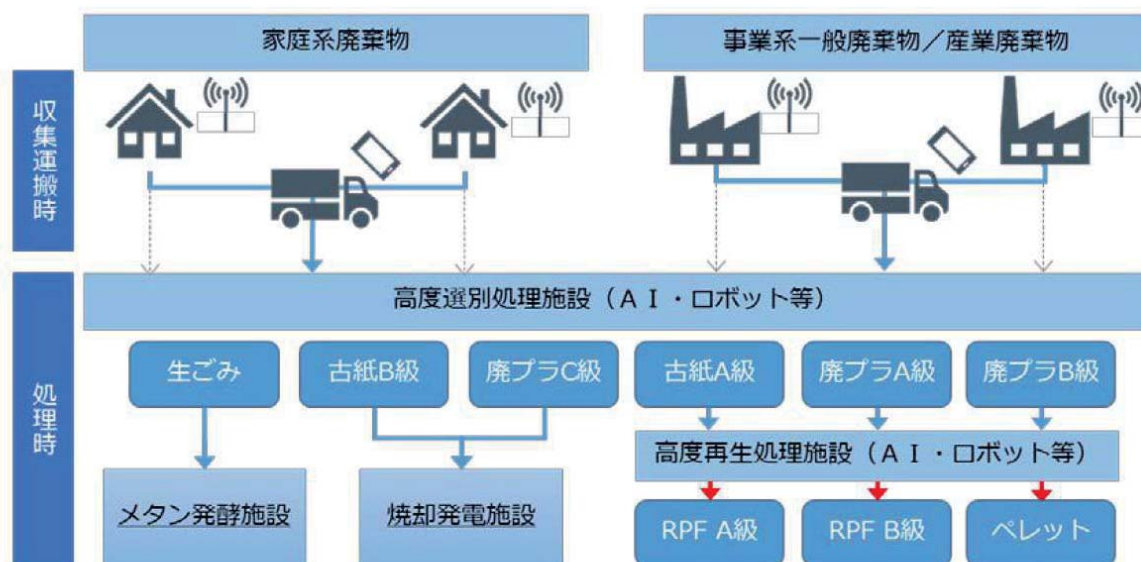 家庭系廃棄物
事業系一般廃棄物／産業廃棄物
収集運搬時
高度選別処理施設（ＡＩ・ロボット等）
処理時
生ごみ
古紙B級
廃プラC級
古紙A級
廃プラA級
廃プラB級
高度再生処理施設（ＡＩ・ロボット等）
メタン発酵施設
焼却発電施設
RPF A級
RPF B級
ペレット